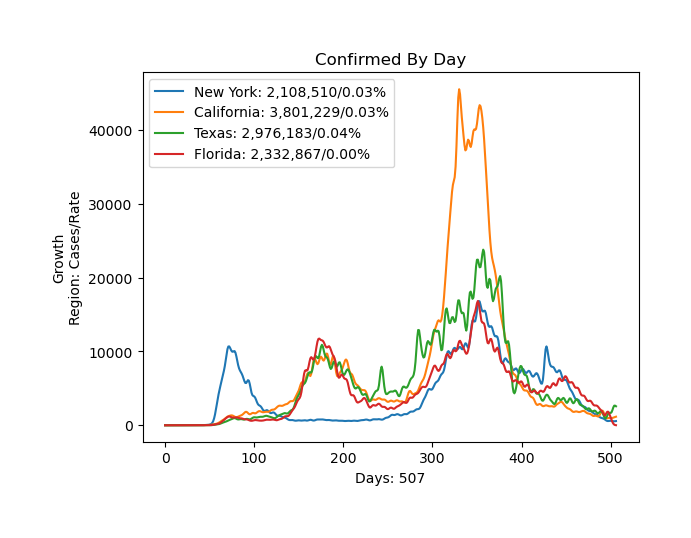 Confirmed By Day
New York: 2,108,510/0.03%
California: 3,801,229/0.03%
Texas: 2,976,183/0.04%
Florida: 2,332,867/0.00%
Growth
Region: Cases/Rate
40000
30000
20000
10000
0
0 100 200 300 400 500
Days: 507